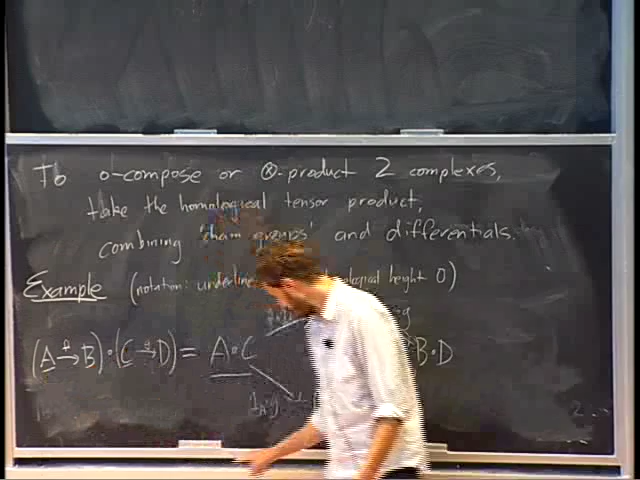 To o-compose or ⊗-product 2 complexes,
take the homological tensor product,
combining 'chain groups' and differentials.
Example (notation: underline logical height 0)
(A → B) • (C → D) = A • C B • D